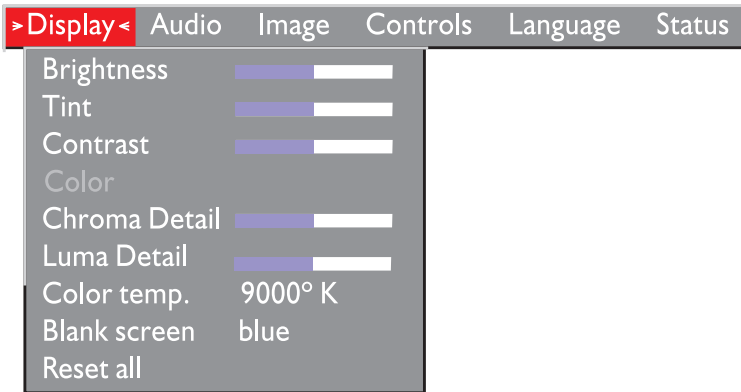 >Display< Audio Image Controls Language Status
Brightness
Tint
Contrast
Color
Chroma Detail
Luma Detail
Color temp. 9000° K
Blank screen blue
Reset all